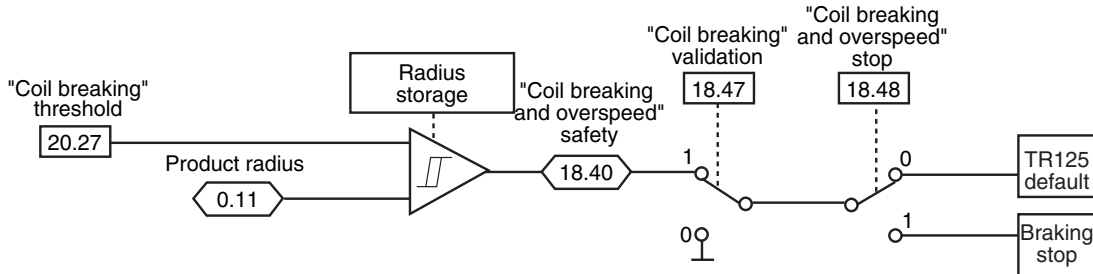 "Coil breaking"
threshold
20.27
Product radius
0.11
Radius
storage
"Coil breaking
and overspeed"
safety
18.40
"Coil breaking"
validation
18.47
1
0
"Coil breaking
and overspeed"
stop
18.48
0
1
TR125
default
Braking
stop